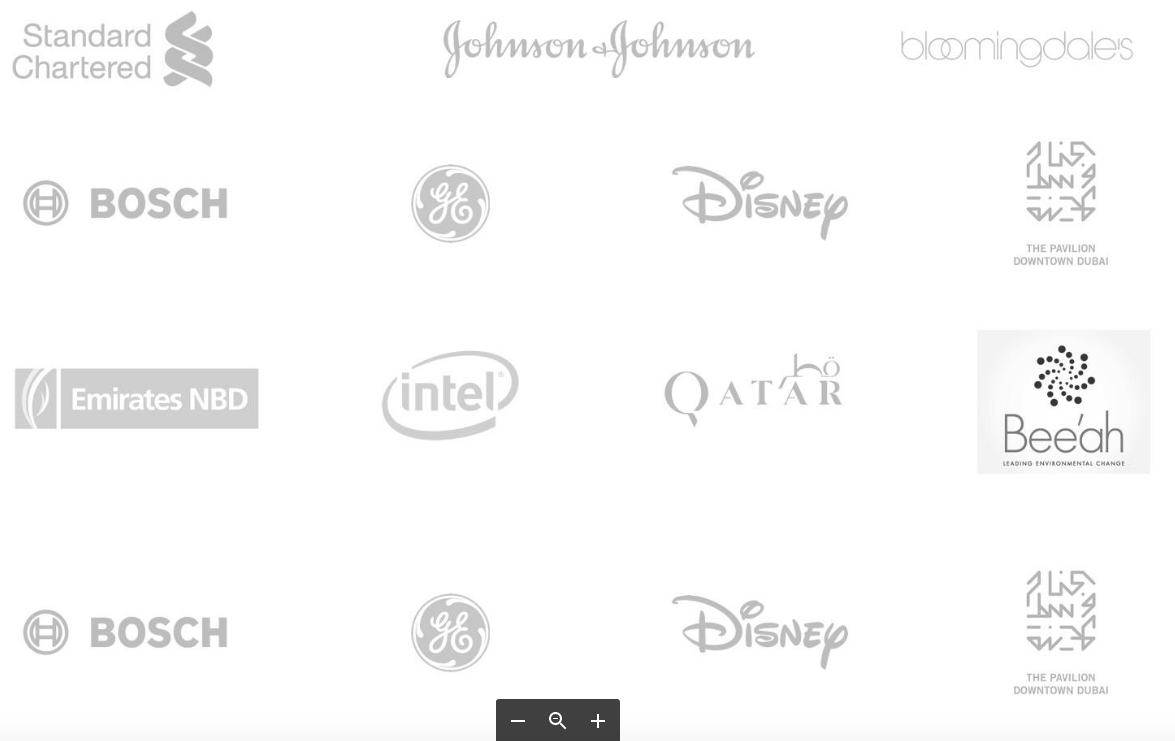 Standard
Chartered
Johnson & Johnson
bloomingdale's
BOSCH
GE
Disney
THE PAVILION
DOWNTOWN DUBAI
Emirates NBD
intel®
QATAR
Bee'ah
LEADING ENVIRONMENTAL CHANGE
BOSCH
GE
Disney
THE PAVILION
DOWNTOWN DUBAI